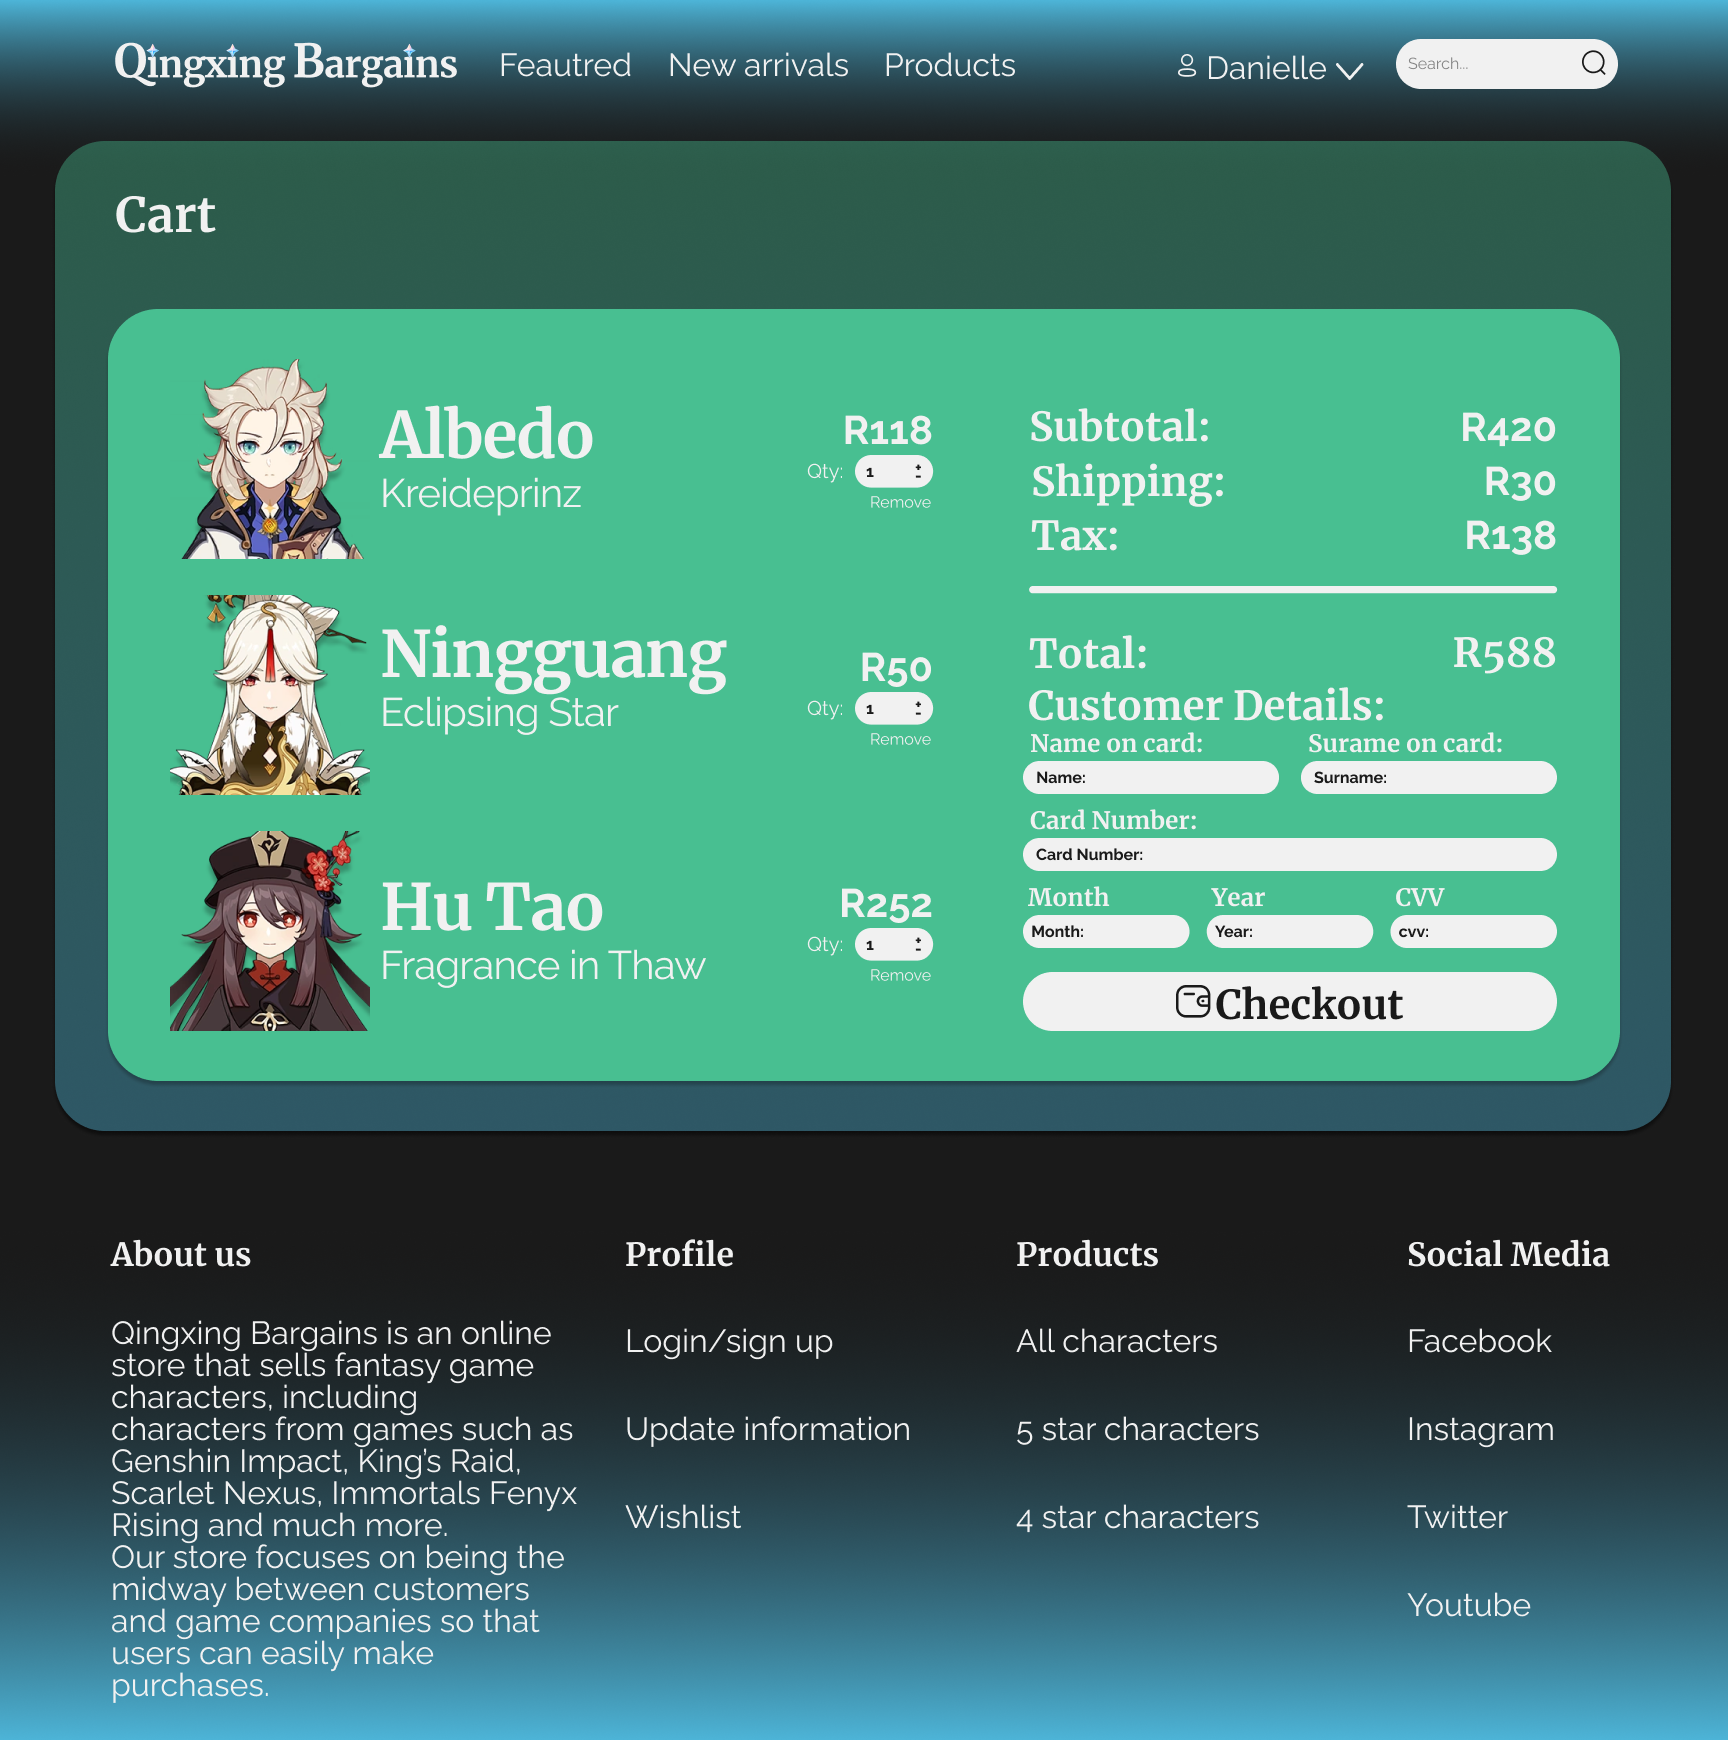 Qingxing Bargains
Feautred
New arrivals
Products
Danielle
Search...
Cart
Albedo
Kreideprinz
R118
Qty: 1 + -
Remove
Ningguang
Eclipsing Star
R50
Qty: 1 + -
Remove
Hu Tao
Fragrance in Thaw
R252
Qty: 1 + -
Remove
Subtotal: R420
Shipping: R30
Tax: R138
Total: R588
Customer Details:
Name on card: Surame on card:
Name: Surname:
Card Number:
Card Number:
Month Year CVV
Month: Year: cvv:
Checkout
About us
Qingxing Bargains is an online
store that sells fantasy game
characters, including
characters from games such as
Genshin Impact, King’s Raid,
Scarlet Nexus, Immortals Fenyx
Rising and much more.
Our store focuses on being the
midway between customers
and game companies so that
users can easily make
purchases.
Profile
Login/sign up
Update information
Wishlist
Products
All characters
5 star characters
4 star characters
Social Media
Facebook
Instagram
Twitter
Youtube